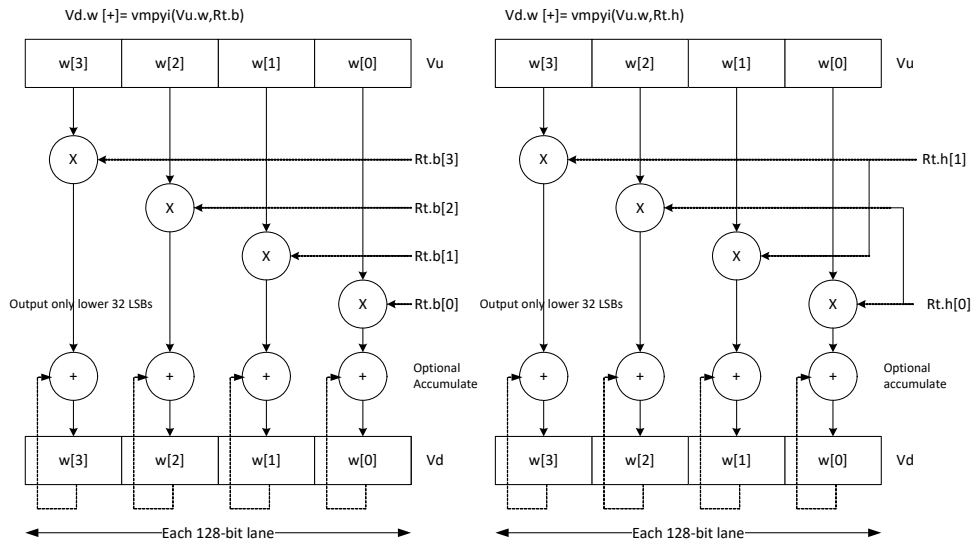 Vd.w [+]= vmpyi(Vu.w,Rt.b)
w[3] w[2] w[1] w[0] Vu
X Rt.b[3]
X Rt.b[2]
X Rt.b[1]
Output only lower 32 LSBs X Rt.b[0]
+ + + + Optional
Accumulate
w[3] w[2] w[1] w[0] Vd
Each 128-bit lane
Vd.w [+]= vmpyi(Vu.w,Rt.h)
w[3] w[2] w[1] w[0] Vu
X Rt.h[1]
X
X
Output only lower 32 LSBs X Rt.h[0]
+ + + + Optional
accumulate
w[3] w[2] w[1] w[0] Vd
Each 128-bit lane